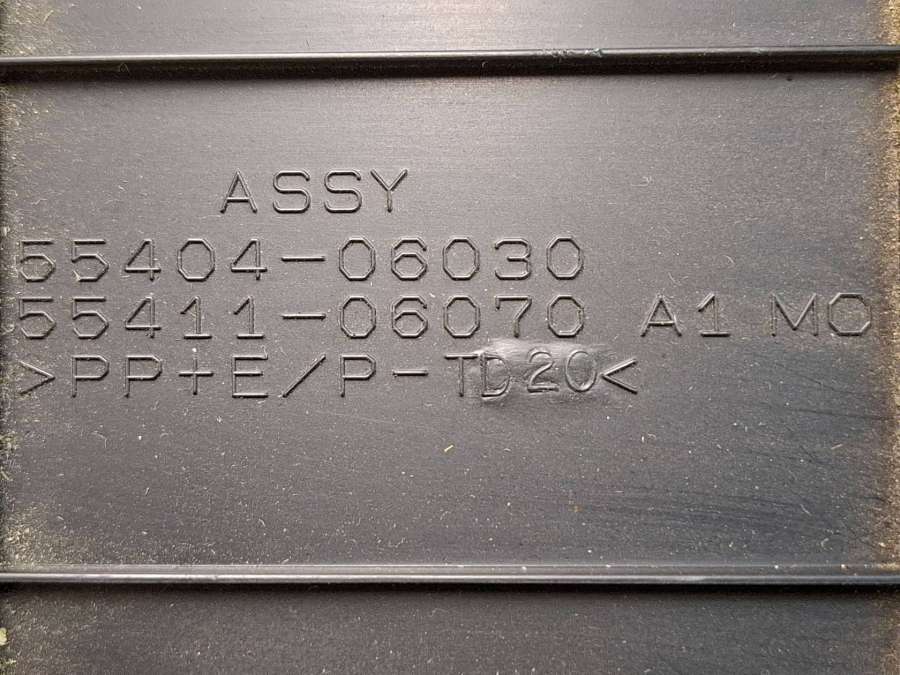 ASSY
55404-06030
55411-06070 A1 MO
>PP+E/P-TD20<